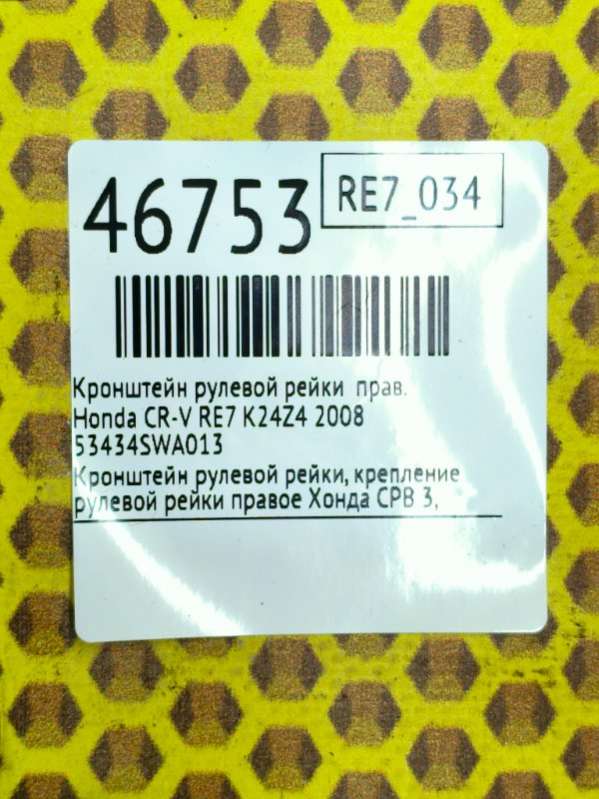 46753
RE7_034
Кронштейн рулевой рейки прав.
Honda CR-V RE7 K24Z4 2008
53434SWA013
Кронштейн рулевой рейки, крепление
рулевой рейки правое Хонда СРВ 3,